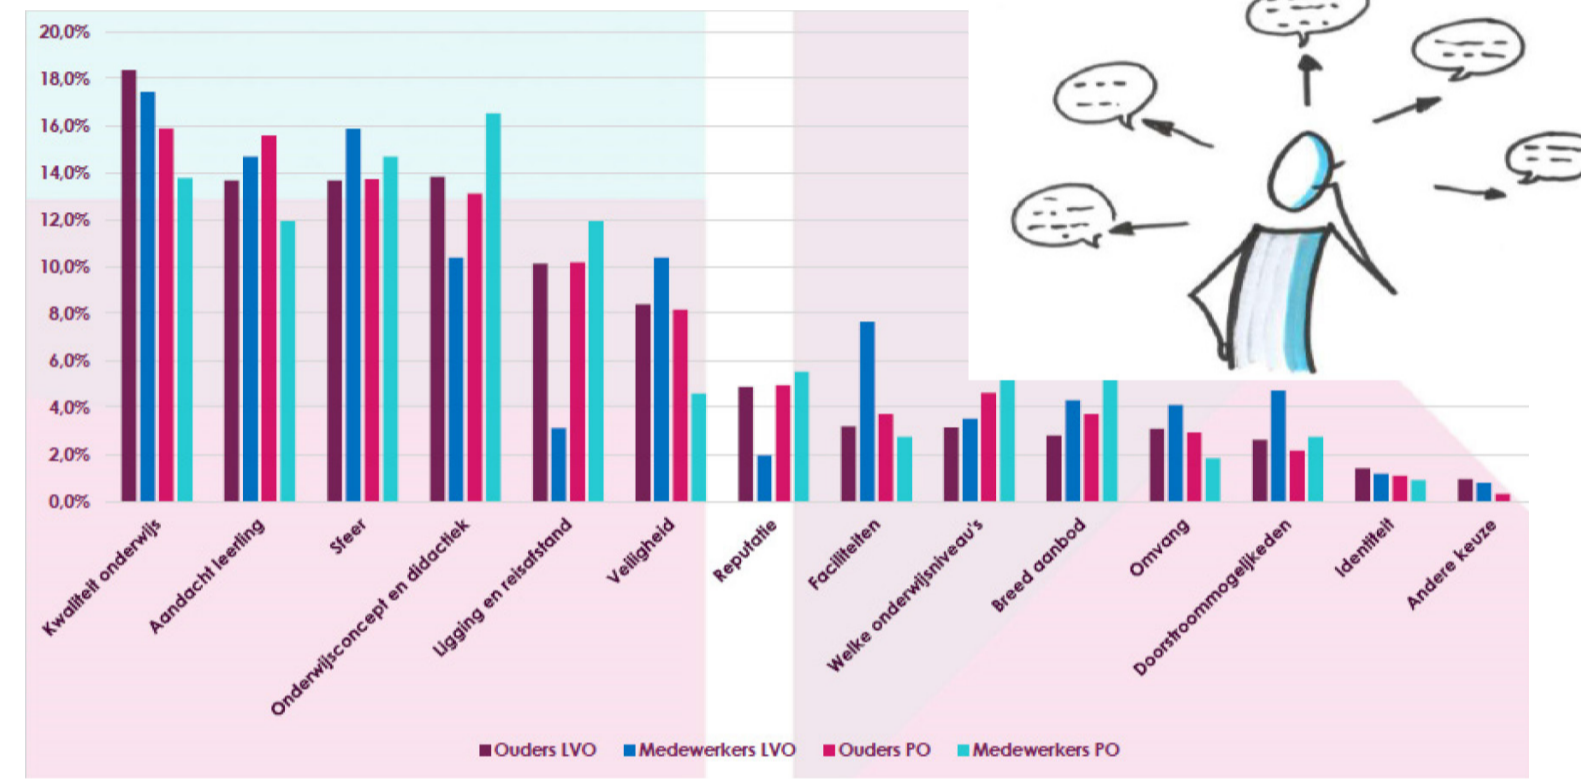 20,0%
18,0%
16,0%
14,0%
12,0%
10,0%
8,0%
6,0%
4,0%
2,0%
0,0%
Kwaliteit onderwijs
Aandacht leerling
Sfeer
Onderwijsconcept en didactiek
Ligging en reisafstand
Veiligheid
Reputatie
Faciliteiten
Welke onderwijsniveau's
Breed aanbod
Omvang
Doorstroommogelijkeden
Identiteit
Andere keuze
Ouders LVO Medewerkers LVO Ouders PO Medewerkers PO